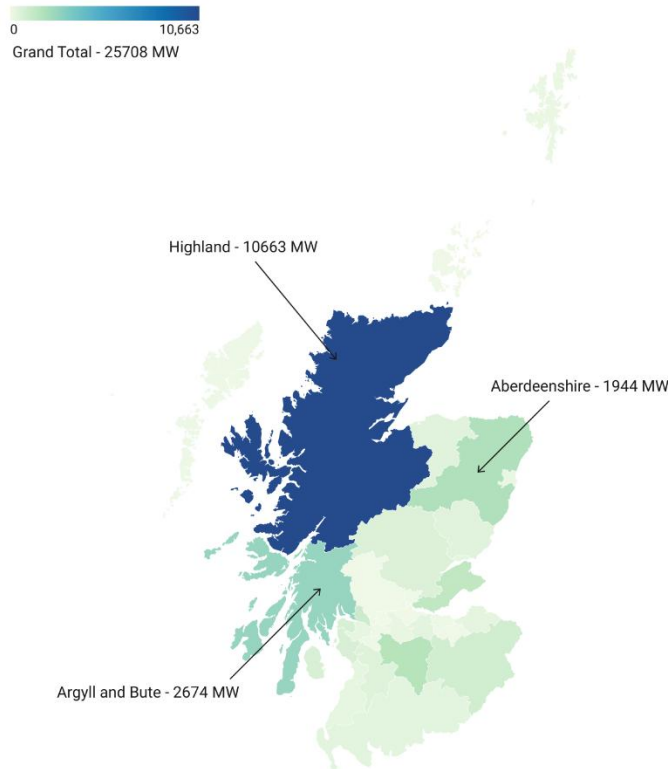 0 10,663
Grand Total - 25708 MW
Highland - 10663 MW
Aberdeenshire - 1944 MW
Argyll and Bute - 2674 MW